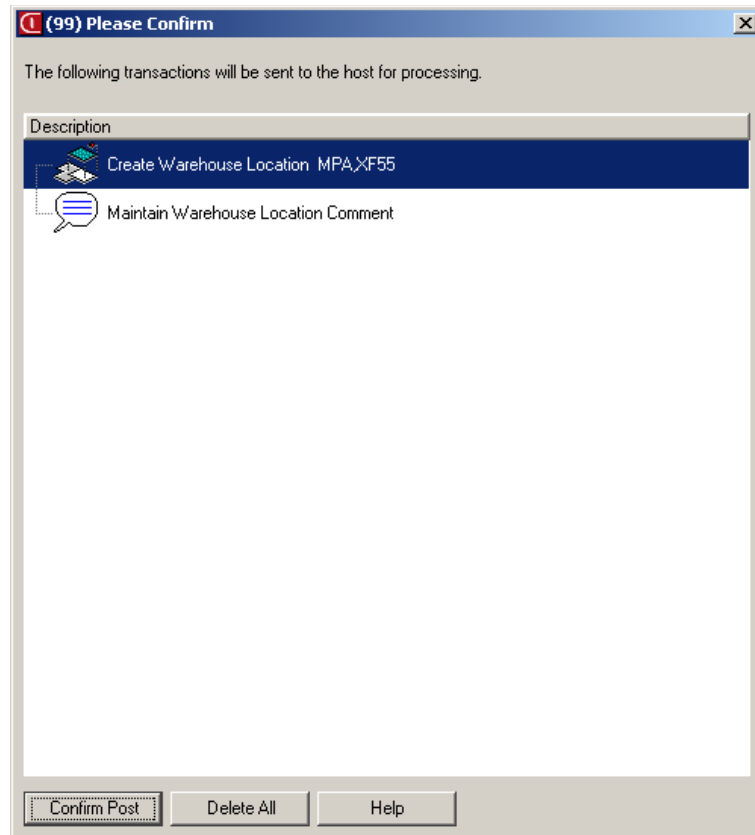 (99) Please Confirm
The following transactions will be sent to the host for processing.
Description
Create Warehouse Location MPA,XF55
Maintain Warehouse Location Comment
Confirm Post Delete All Help